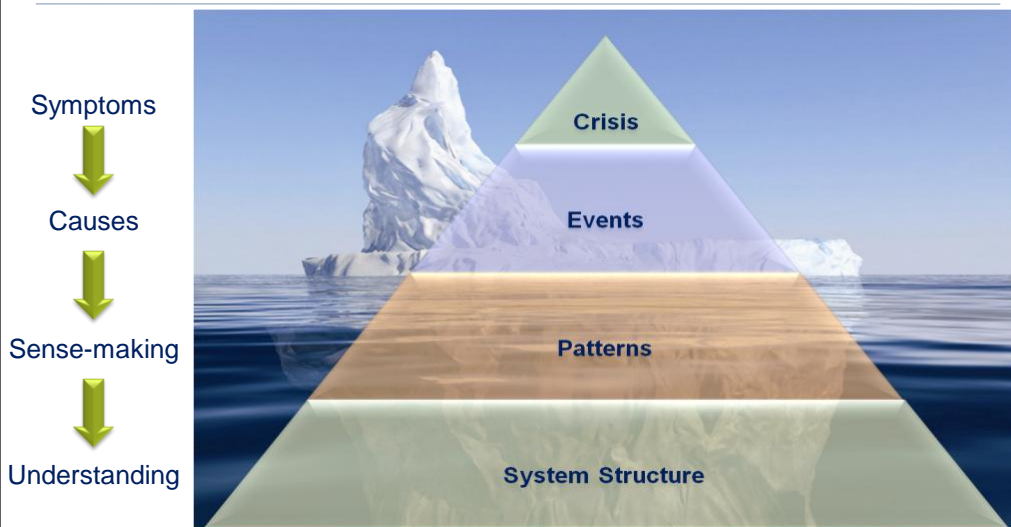 Symptoms
Crisis
Causes
Events
Sense-making
Patterns
Understanding
System Structure